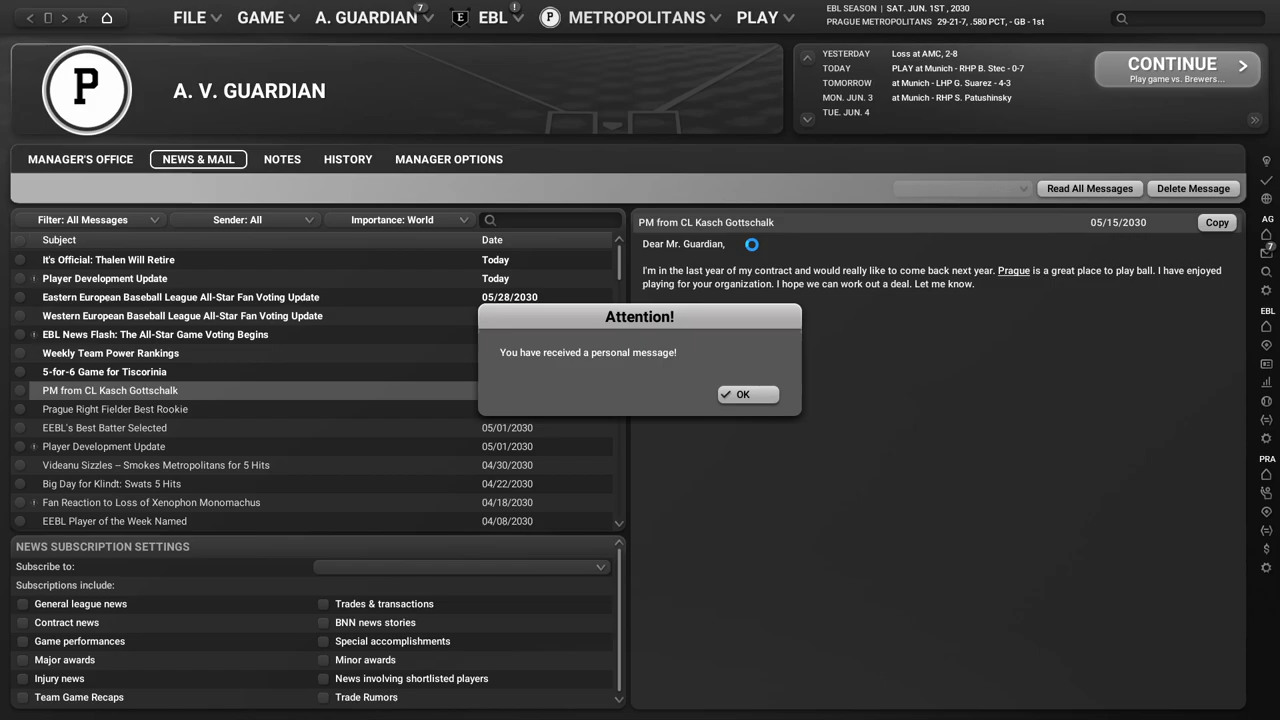 FILE GAME A. GUARDIAN 7 EBL ! METROPOLITANS PLAY
EBL SEASON | SAT. JUN. 1ST , 2030
PRAGUE METROPOLITANS 29-21-7, .580 PCT, - GB - 1st
P
A. V. GUARDIAN
YESTERDAY Loss at AMC, 2-8
TODAY PLAY at Munich - RHP B. Stec - 0-7
TOMORROW at Munich - LHP G. Suarez - 4-3
MON. JUN. 3 at Munich - RHP S. Patushinsky
TUE. JUN. 4
CONTINUE
Play game vs. Brewers...
MANAGER'S OFFICE NEWS & MAIL NOTES HISTORY MANAGER OPTIONS
Read All Messages Delete Message
Filter: All Messages Sender: All Importance: World
Subject Date
It's Official: Thalen Will Retire Today
Player Development Update Today
Eastern European Baseball League All-Star Fan Voting Update 05/28/2030
Western European Baseball League All-Star Fan Voting Update
EBL News Flash: The All-Star Game Voting Begins
Weekly Team Power Rankings
5-for-6 Game for Tiscorinia
PM from CL Kasch Gottschalk
Prague Right Fielder Best Rookie
EEBL's Best Batter Selected 05/01/2030
Player Development Update 05/01/2030
Videanu Sizzles – Smokes Metropolitans for 5 Hits 04/30/2030
Big Day for Klindt: Swats 5 Hits 04/22/2030
Fan Reaction to Loss of Xenophon Monomachus 04/18/2030
EEBL Player of the Week Named 04/08/2030
PM from CL Kasch Gottschalk 05/15/2030 Copy
Dear Mr. Guardian,
I'm in the last year of my contract and would really like to come back next year. Prague is a great place to play ball. I have enjoyed
playing for your organization. I hope we can work out a deal. Let me know.
Attention!
You have received a personal message!
OK
NEWS SUBSCRIPTION SETTINGS
Subscribe to:
Subscriptions include:
General league news Trades & transactions
Contract news BNN news stories
Game performances Special accomplishments
Major awards Minor awards
Injury news News involving shortlisted players
Team Game Recaps Trade Rumors
AG
7
EBL
PRA